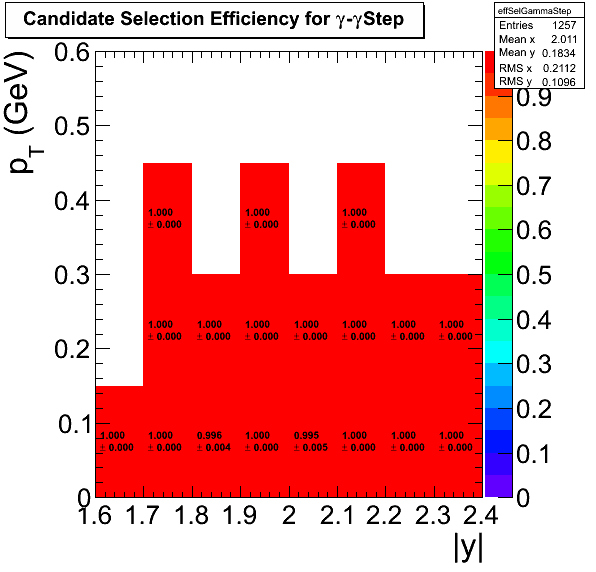 Candidate Selection Efficiency for γ-γStep
effSelGammaStep
Entries 1257
Mean x 2.011
Mean y 0.1834
RMS x 0.2112
RMS y 0.1096
p_T (GeV)
0.6
0.5
0.4
0.3
0.2
0.1
0
1.000 1.000 1.000
± 0.000 ± 0.000 ± 0.000
1.000 1.000 1.000 1.000 1.000 1.000 1.000
± 0.000 ± 0.000 ± 0.000 ± 0.000 ± 0.000 ± 0.000 ± 0.000
1.000 1.000 0.996 1.000 0.995 1.000 1.000 1.000
± 0.000 ± 0.000 ± 0.004 ± 0.000 ± 0.005 ± 0.000 ± 0.000 ± 0.000
1.6 1.7 1.8 1.9 2 2.1 2.2 2.3 2.4
|y|
0.9
0.8
0.7
0.6
0.5
0.4
0.3
0.2
0.1
0